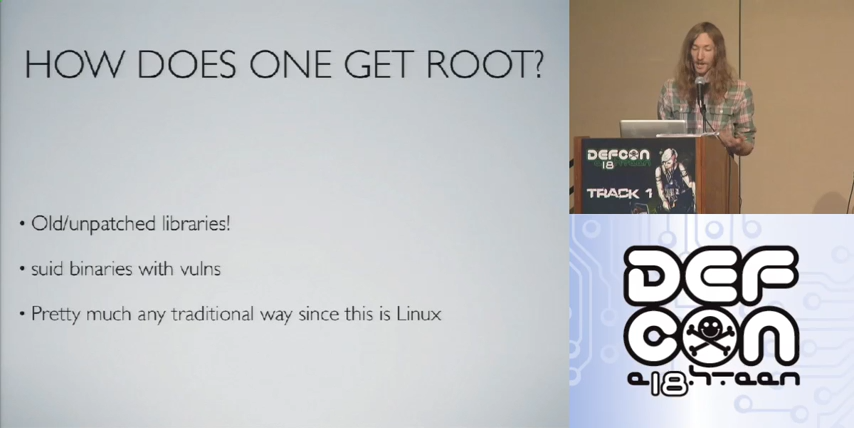 HOW DOES ONE GET ROOT?
• Old/unpatched libraries!
• suid binaries with vulns
• Pretty much any traditional way since this is Linux
DEFCON
18
TRACK 1
DEF
CON
e18hteen